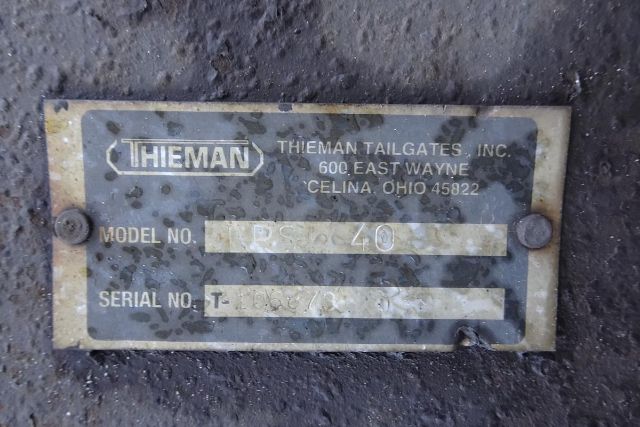 THIEMAN
THIEMAN TAILGATES, INC.
600 EAST WAYNE
CELINA, OHIO 45822
MODEL NO. 40
SERIAL NO. T-